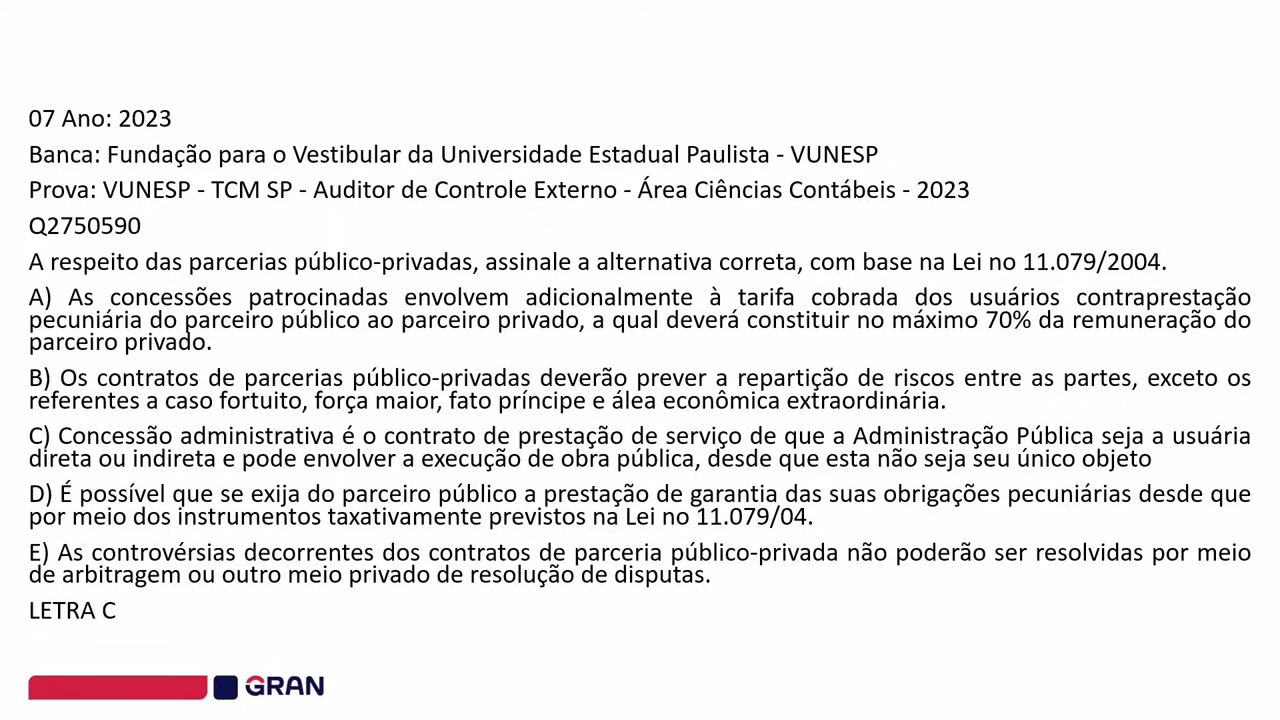 07 Ano: 2023
Banca: Fundação para o Vestibular da Universidade Estadual Paulista - VUNESP
Prova: VUNESP - TCM SP - Auditor de Controle Externo - Área Ciências Contábeis - 2023
Q2750590
A respeito das parcerias público-privadas, assinale a alternativa correta, com base na Lei no 11.079/2004.
A) As concessões patrocinadas envolvem adicionalmente à tarifa cobrada dos usuários contraprestação
pecuniária do parceiro público ao parceiro privado, a qual deverá constituir no máximo 70% da remuneração do
parceiro privado.
B) Os contratos de parcerias público-privadas deverão prever a repartição de riscos entre as partes, exceto os
referentes a caso fortuito, força maior, fato príncipe e álea econômica extraordinária.
C) Concessão administrativa é o contrato de prestação de serviço de que a Administração Pública seja a usuária
direta ou indireta e pode envolver a execução de obra pública, desde que esta não seja seu único objeto
D) É possível que se exija do parceiro público a prestação de garantia das suas obrigações pecuniárias desde que
por meio dos instrumentos taxativamente previstos na Lei no 11.079/04.
E) As controvérsias decorrentes dos contratos de parceria público-privada não poderão ser resolvidas por meio
de arbitragem ou outro meio privado de resolução de disputas.
LETRA C
GRAN